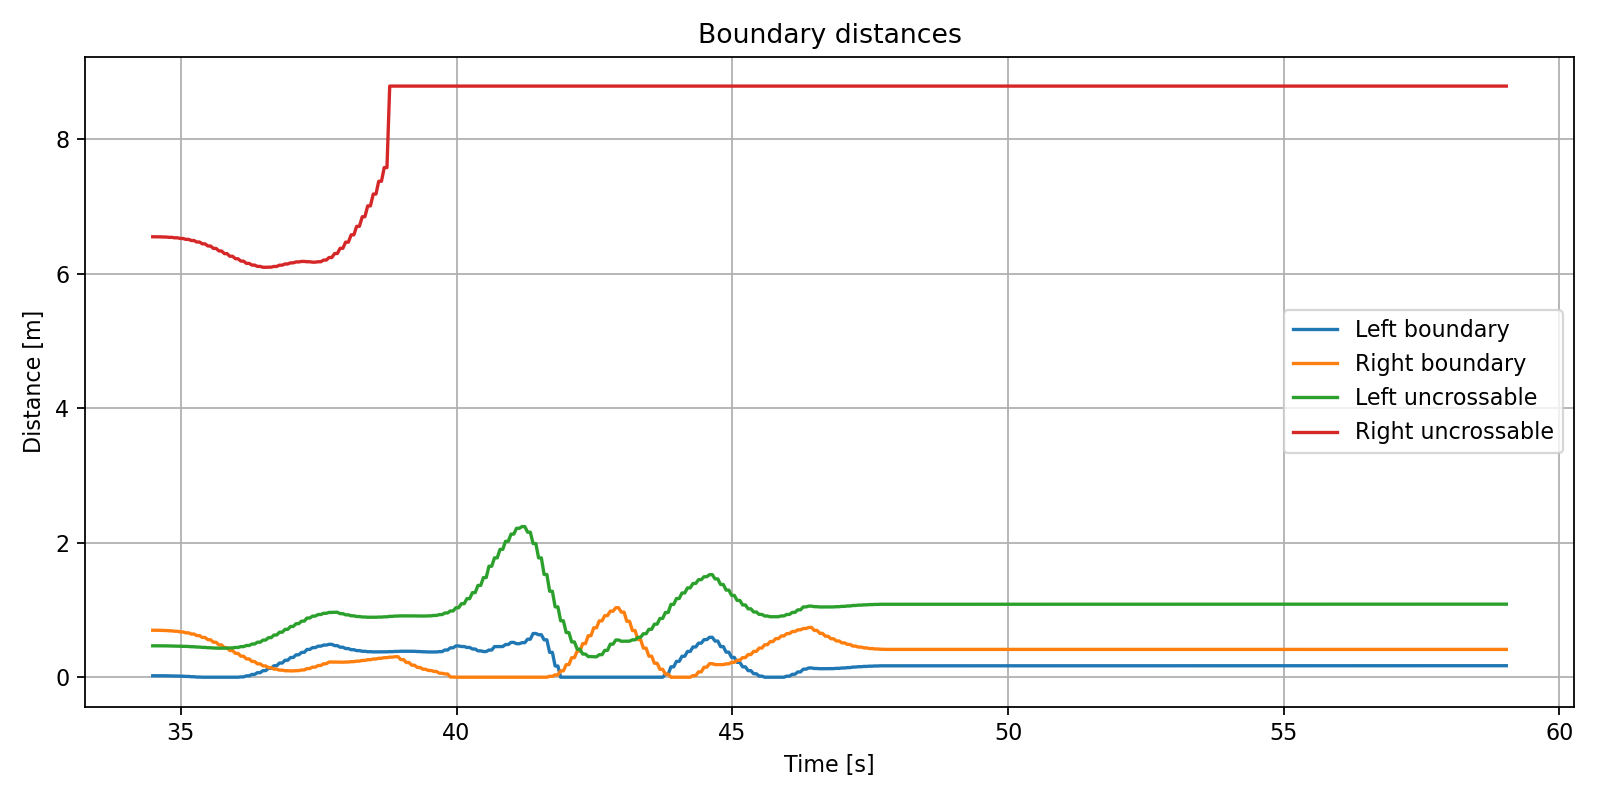 Boundary distances
Distance [m]
8
6
4
2
0
Left boundary
Right boundary
Left uncrossable
Right uncrossable
35
40
45
50
55
60
Time [s]